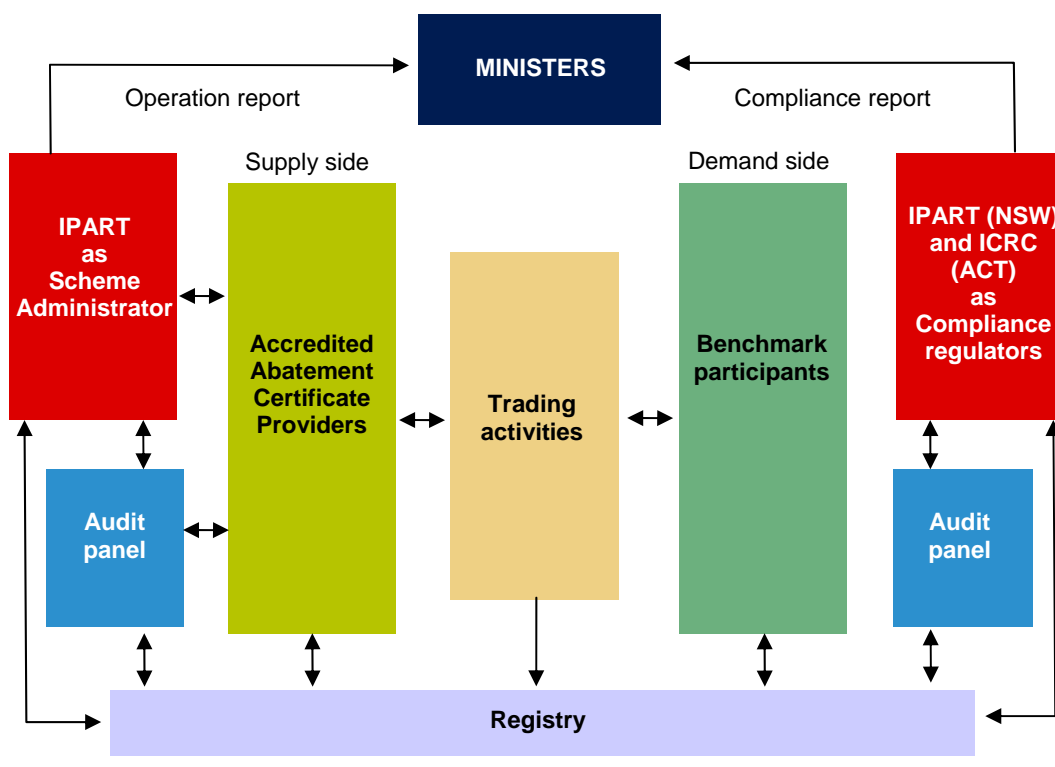 MINISTERS
Operation report
Compliance report
Supply side
Demand side
IPART
as
Scheme
Administrator
Accredited
Abatement
Certificate
Providers
Trading
activities
Benchmark
participants
IPART (NSW)
and ICRC
(ACT)
as
Compliance
regulators
Audit
panel
Audit
panel
Registry